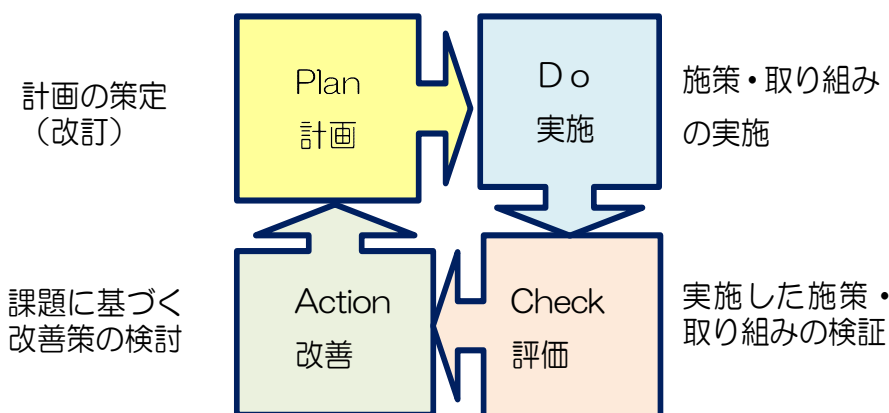 計画の策定
（改訂）
Plan
計画
Do
実施
施策・取り組み
の実施
課題に基づく
改善策の検討
Action
改善
Check
評価
実施した施策・
取り組みの検証